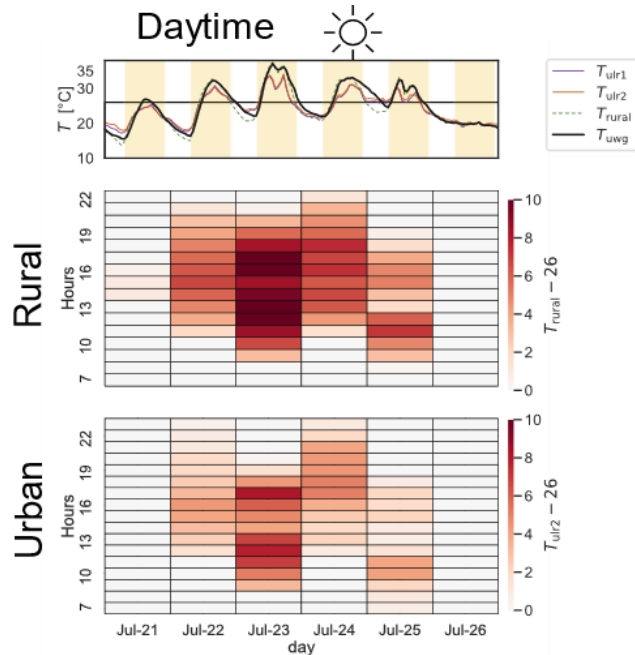 Daytime
35
30
20
10
T [°C]
T_ulr1
T_ulr2
T_rural
T_uwg
Rural
Hours
22
19
16
13
10
7
10
8
6
4
2
0
T_rural − 26
Urban
Hours
22
19
16
13
10
7
10
8
6
4
2
0
T_ulr2 − 26
Jul-21 Jul-22 Jul-23 Jul-24 Jul-25 Jul-26
day